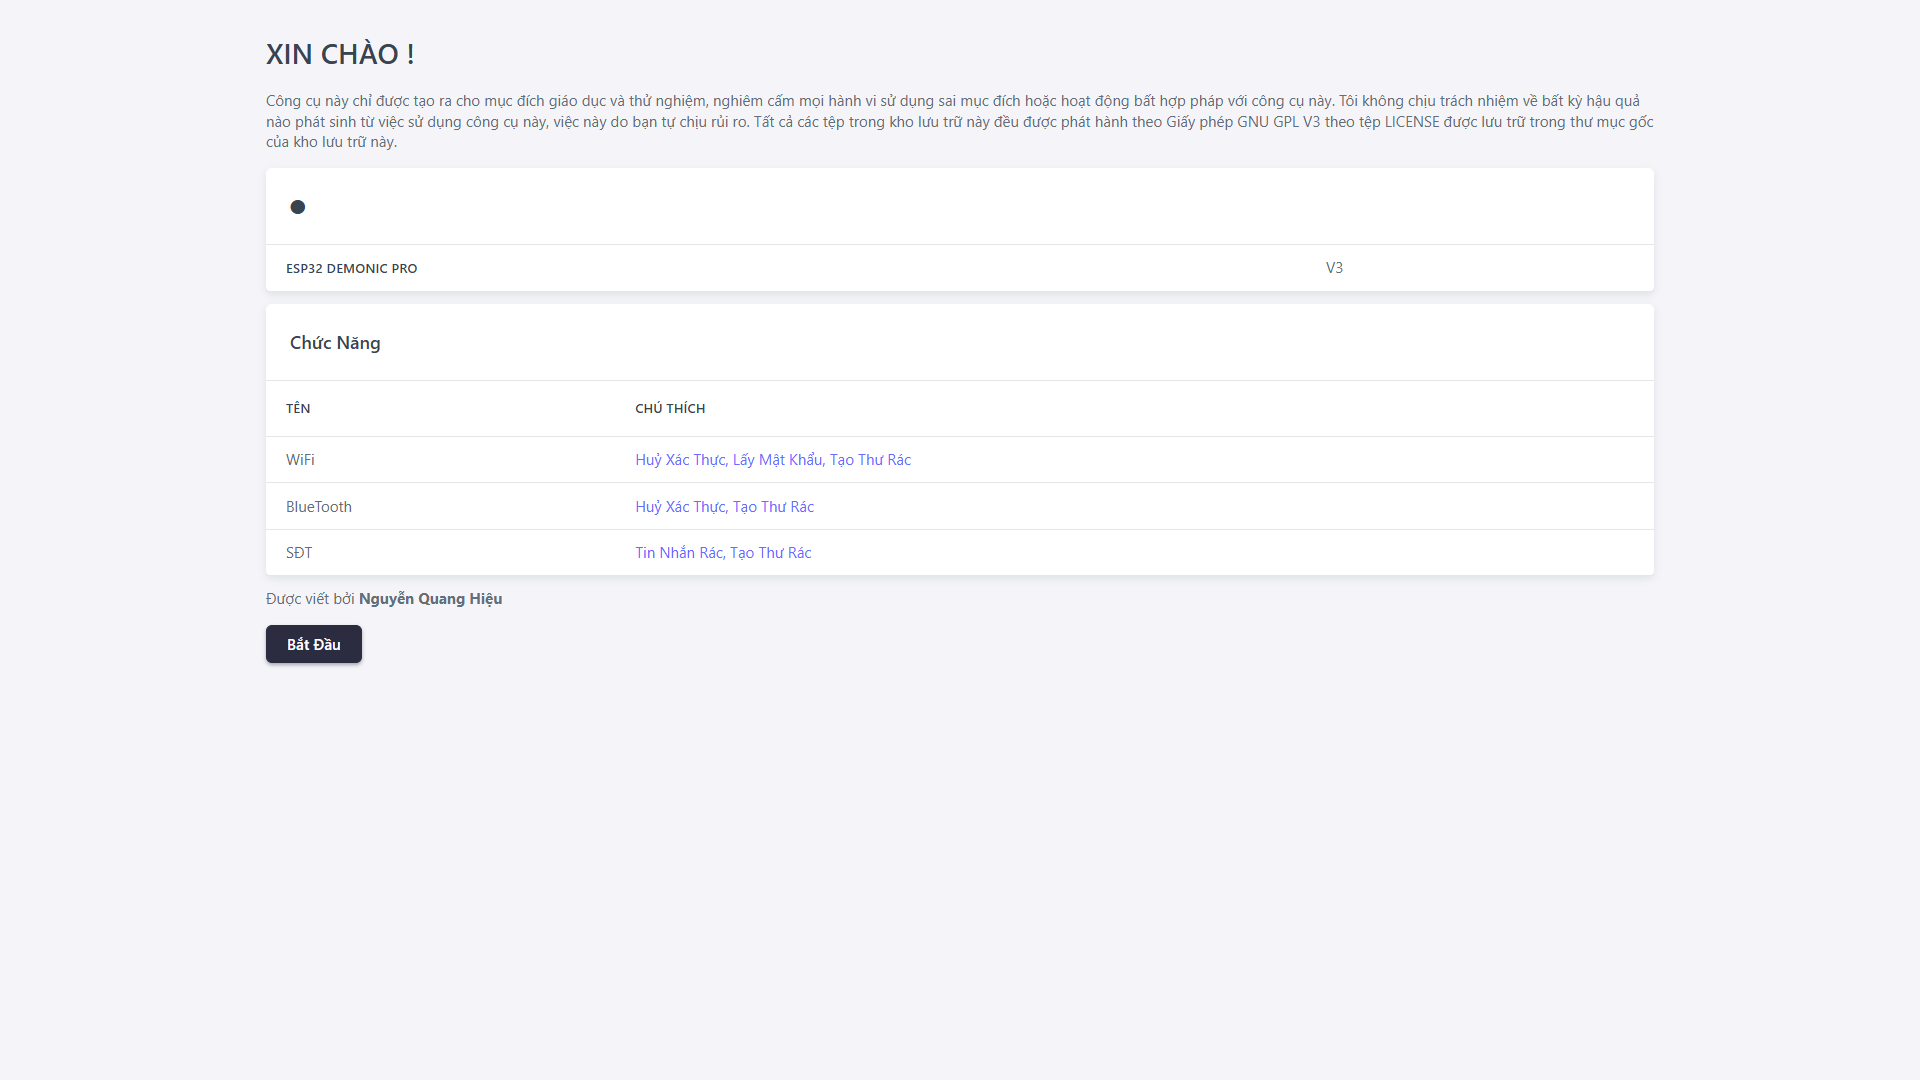 XIN CHÀO !
Công cụ này chỉ được tạo ra cho mục đích giáo dục và thử nghiệm, nghiêm cấm mọi hành vi sử dụng sai mục đích hoặc hoạt động bất hợp pháp với công cụ này. Tôi không chịu trách nhiệm về bất kỳ hậu quả
nào phát sinh từ việc sử dụng công cụ này, việc này do bạn tự chịu rủi ro. Tất cả các tệp trong kho lưu trữ này đều được phát hành theo Giấy phép GNU GPL V3 theo tệp LICENSE được lưu trữ trong thư mục gốc
của kho lưu trữ này.
ESP32 DEMONIC PRO V3
Chức Năng
TÊN CHÚ THÍCH
WiFi Huỷ Xác Thực, Lấy Mật Khẩu, Tạo Thư Rác
BlueTooth Huỷ Xác Thực, Tạo Thư Rác
SĐT Tin Nhắn Rác, Tạo Thư Rác
Được viết bởi Nguyễn Quang Hiệu
Bắt Đầu